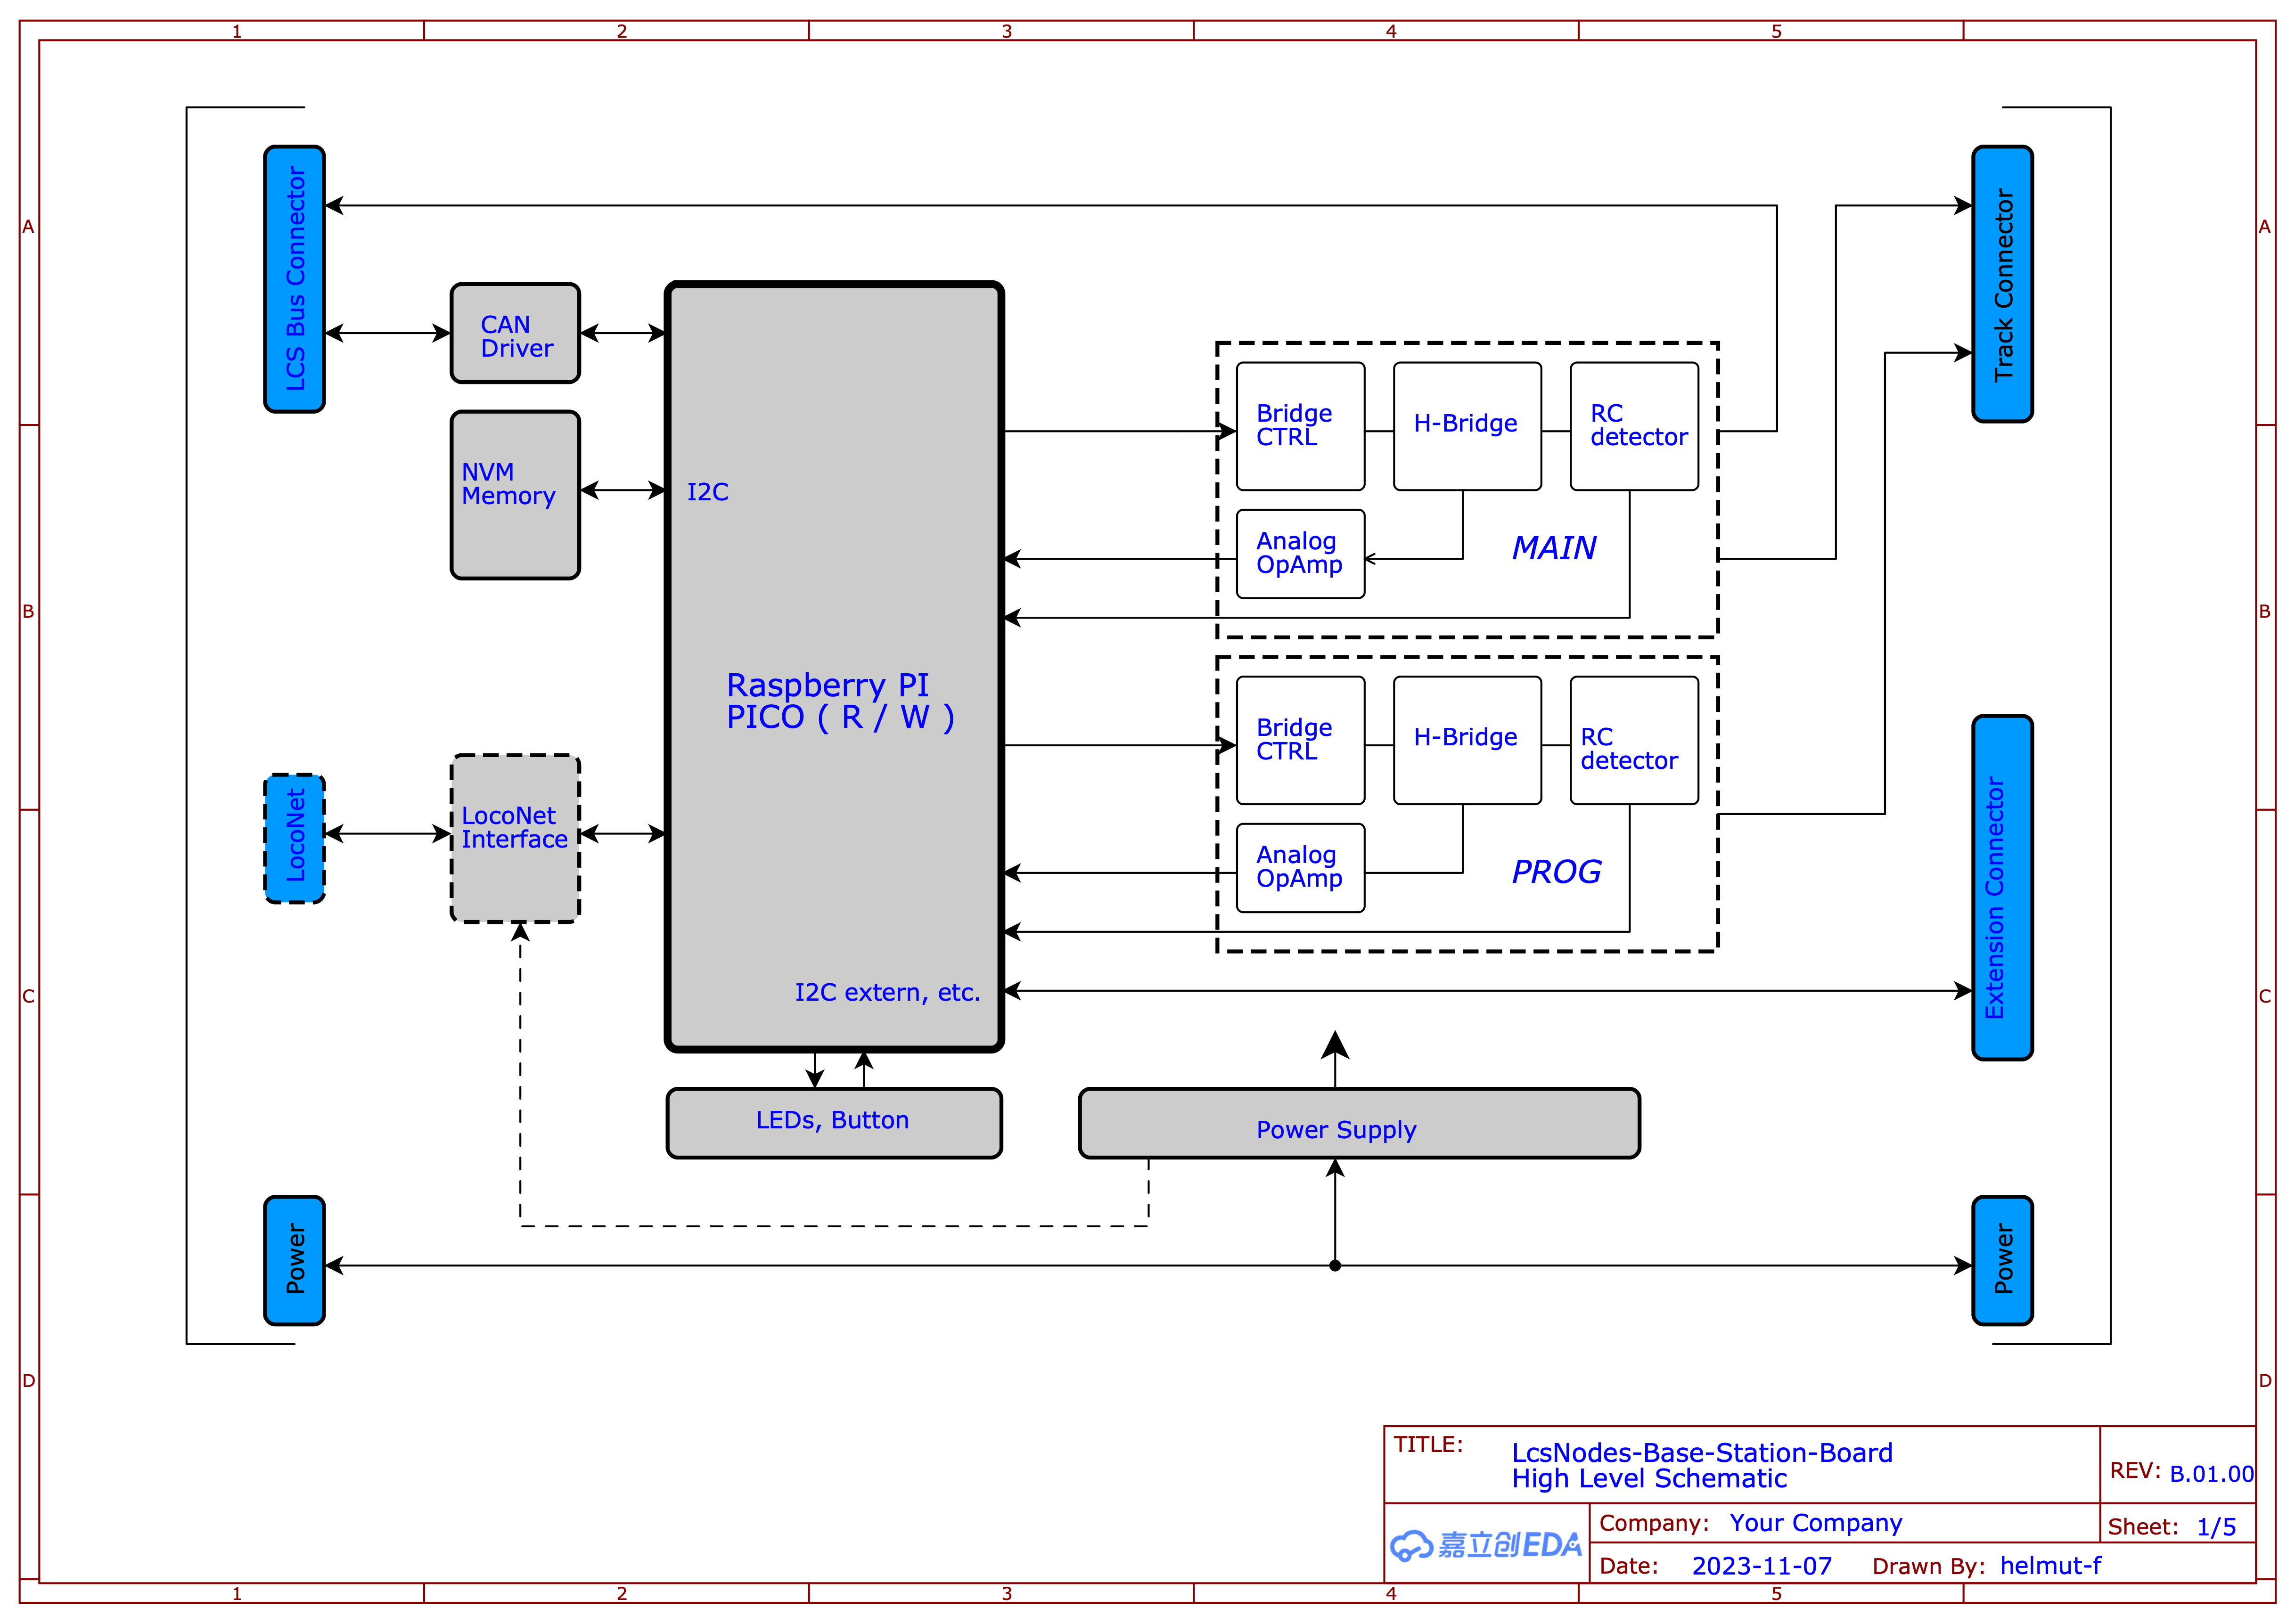 1 2 3 4 5
A A
B B
C C
D D
LCS Bus Connector
CAN
Driver
NVM
Memory
I2C
Raspberry PI
PICO ( R / W )
I2C extern, etc.
LocoNet
LocoNet
Interface
LEDs, Button
Power
Bridge
CTRL
H-Bridge
RC
detector
Analog
OpAmp
MAIN
Bridge
CTRL
H-Bridge
RC
detector
Analog
OpAmp
PROG
Power Supply
Track Connector
Extension Connector
Power
TITLE:
LcsNodes-Base-Station-Board
High Level Schematic
REV: B.01.00
嘉立创EDA
Company: Your Company
Sheet: 1/5
Date: 2023-11-07 Drawn By: helmut-f
1 2 3 4 5